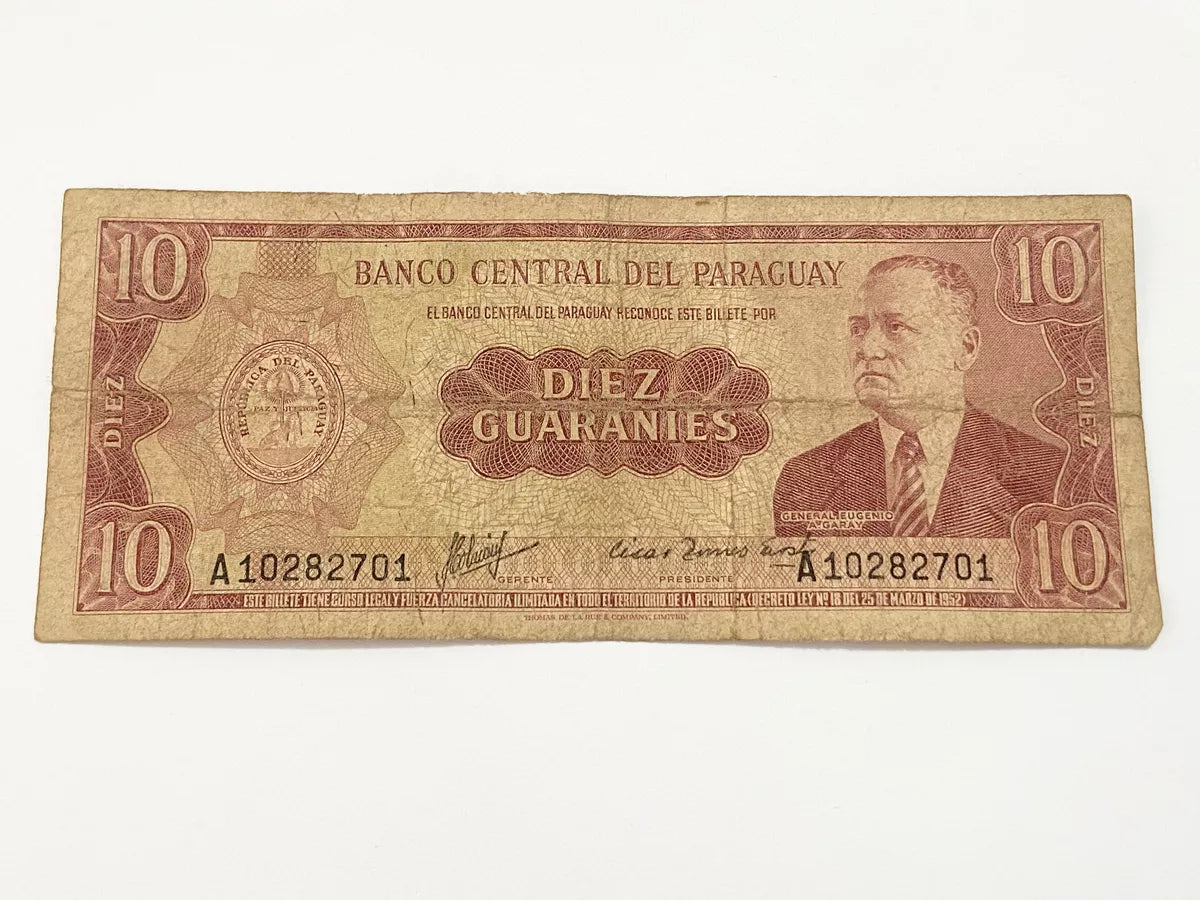 10
10
BANCO CENTRAL DEL PARAGUAY
EL BANCO CENTRAL DEL PARAGUAY RECONOCE ESTE BILLETE POR
REPUBLICA DEL PARAGUAY
PAZ Y JUSTICIA
DIEZ
DIEZ
GUARANIES
DIEZ
GENERAL EUGENIO
A. GARAY
10
10
A10282701
GERENTE
PRESIDENTE
A10282701
ESTE BILLETE TIENE CURSO LEGAL Y FUERZA CANCELATORIA ILIMITADA EN TODO EL TERRITORIO DE LA REPUBLICA (DECRETO LEY Nº 18 DEL 25 DE MARZO DE 1952)
THOMAS DE LA RUE & COMPANY, LIMITED.